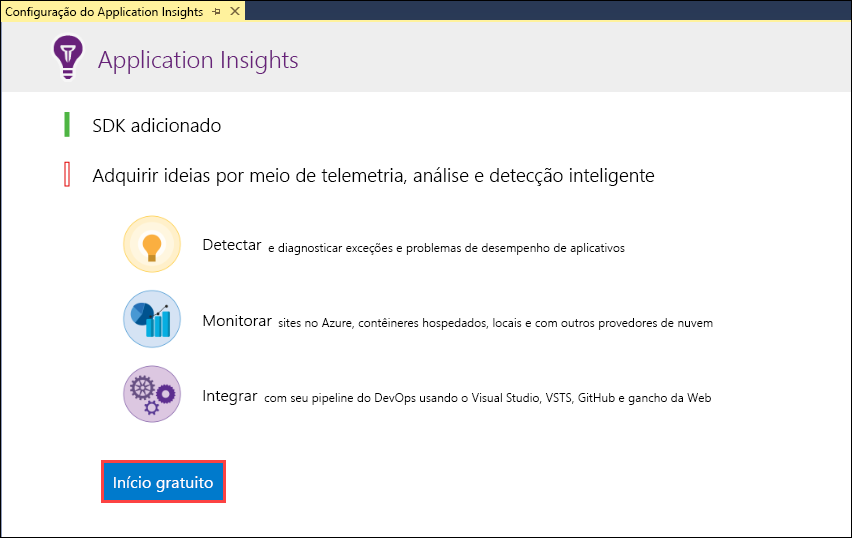 Configuração do Application Insights
Application Insights
SDK adicionado
Adquirir ideias por meio de telemetria, análise e detecção inteligente
Detectar e diagnosticar exceções e problemas de desempenho de aplicativos
Monitorar sites no Azure, contêineres hospedados, locais e com outros provedores de nuvem
Integrar com seu pipeline do DevOps usando o Visual Studio, VSTS, GitHub e gancho da Web
Início gratuito